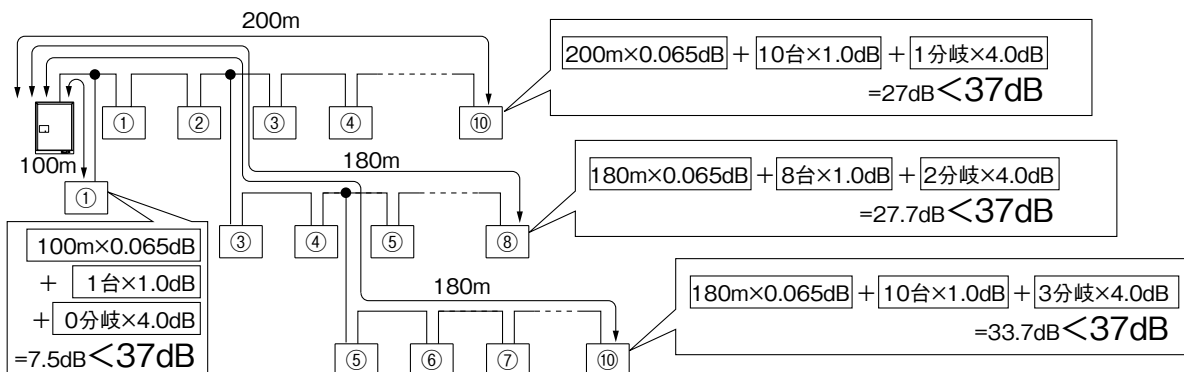 200m
200m×0.065dB + 10台×1.0dB + 1分岐×4.0dB
=27dB<37dB
① ② ③ ④ ⑩
100m
180m
180m×0.065dB + 8台×1.0dB + 2分岐×4.0dB
=27.7dB<37dB
①
③ ④ ⑤ ⑧
100m×0.065dB
+ 1台×1.0dB
+ 0分岐×4.0dB
=7.5dB<37dB
180m
180m×0.065dB + 10台×1.0dB + 3分岐×4.0dB
=33.7dB<37dB
⑤ ⑥ ⑦ ⑩